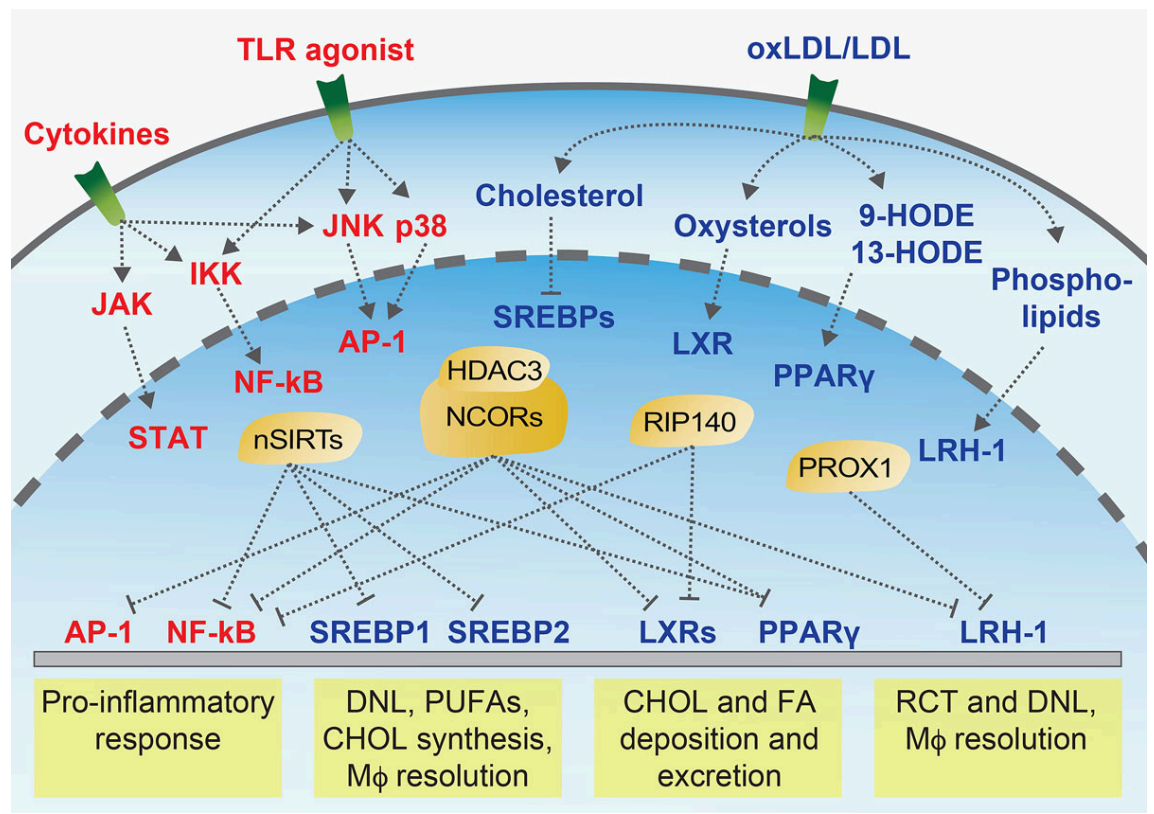 TLR agonist
oxLDL/LDL
Cytokines
Cholesterol
JNK p38
Oxysterols
9-HODE
13-HODE
IKK
JAK
Phospho-
lipids
SREBPs
AP-1
LXR
NF-kB
PPARγ
HDAC3
NCORs
STAT
nSIRTs
RIP140
LRH-1
PROX1
AP-1 NF-kB SREBP1 SREBP2 LXRs PPARγ LRH-1
Pro-inflammatory
response
DNL, PUFAs,
CHOL synthesis,
Mϕ resolution
CHOL and FA
deposition and
excretion
RCT and DNL,
Mϕ resolution